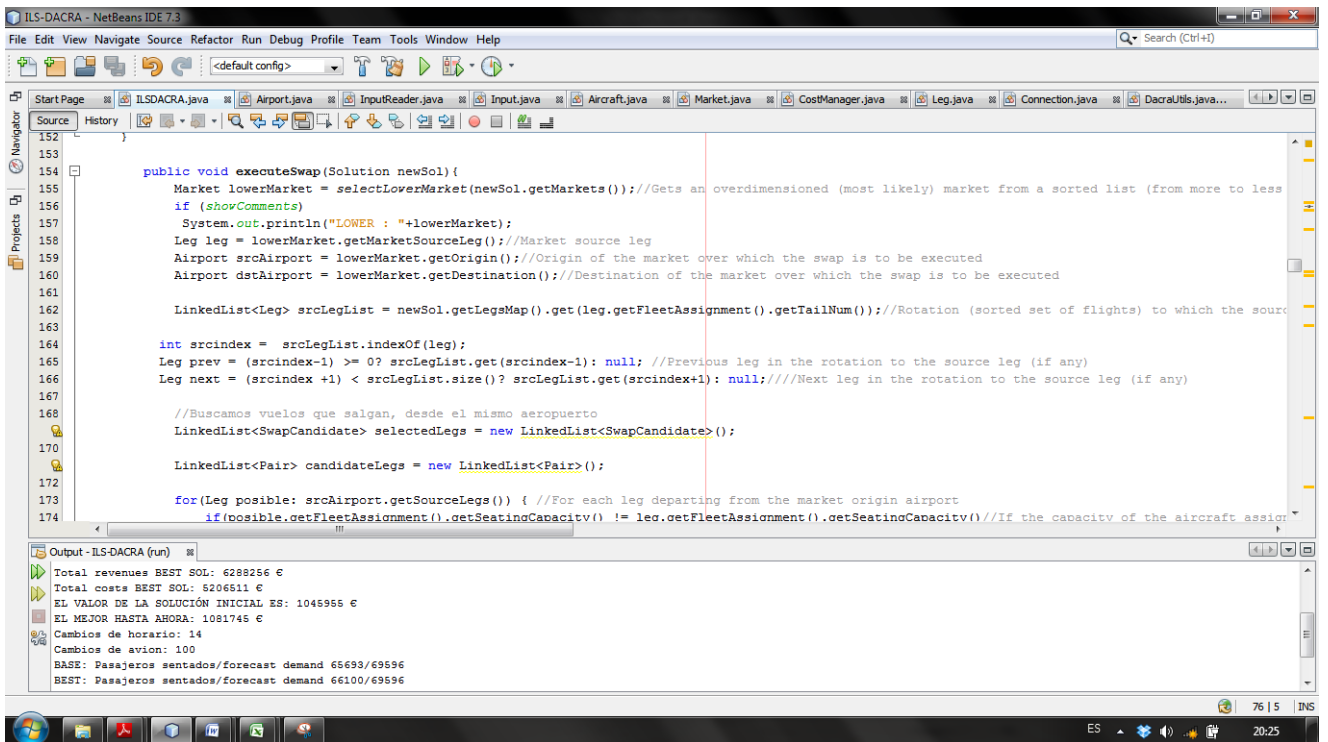 ILS-DACRA - NetBeans IDE 7.3
File Edit View Navigate Source Refactor Run Debug Profile Team Tools Window Help
Search (Ctrl+I)
<default config>
Start Page ILSDACRA.java Airport.java InputReader.java Input.java Aircraft.java Market.java CostManager.java Leg.java Connection.java DacraUtils.java...
Source History
Navigator
Projects
152 }
153
154 public void executeSwap(Solution newSol){
155 Market lowerMarket = selectLowerMarket(newSol.getMarkets());//Gets an overdimensioned (most likely) market from a sorted list (from more to less
156 if (showComments)
157 System.out.println("LOWER : "+lowerMarket);
158 Leg leg = lowerMarket.getMarketSourceLeg();//Market source leg
159 Airport srcAirport = lowerMarket.getOrigin();//Origin of the market over which the swap is to be executed
160 Airport dstAirport = lowerMarket.getDestination();//Destination of the market over which the swap is to be executed
161
162 LinkedList<Leg> srcLegList = newSol.getLegsMap().get(leg.getFleetAssignment().getTailNum());//Rotation (sorted set of flights) to which the sourc
163
164 int srcindex = srcLegList.indexOf(leg);
165 Leg prev = (srcindex-1) >= 0? srcLegList.get(srcindex-1): null; //Previous leg in the rotation to the source leg (if any)
166 Leg next = (srcindex +1) < srcLegList.size()? srcLegList.get(srcindex+1): null;////Next leg in the rotation to the source leg (if any)
167
168 //Buscamos vuelos que salgan, desde el mismo aeropuerto
LinkedList<SwapCandidate> selectedLegs = new LinkedList<SwapCandidate>();
170
LinkedList<Pair> candidateLegs = new LinkedList<Pair>();
172
173 for(Leg posible: srcAirport.getSourceLegs()) { //For each leg departing from the market origin airport
174 if(posible.getFleetAssignment().getSeatingCapacity() != leg.getFleetAssignment().getSeatingCapacity()//If the capacity of the aircraft assign
Output - ILS-DACRA (run)
Total revenues BEST SOL: 6288256 €
Total costs BEST SOL: 5206511 €
EL VALOR DE LA SOLUCIÓN INICIAL ES: 1045955 €
EL MEJOR HASTA AHORA: 1081745 €
Cambios de horario: 14
Cambios de avion: 100
BASE: Pasajeros sentados/forecast demand 65693/69596
BEST: Pasajeros sentados/forecast demand 66100/69596
76 | 5 INS
ES 20:25